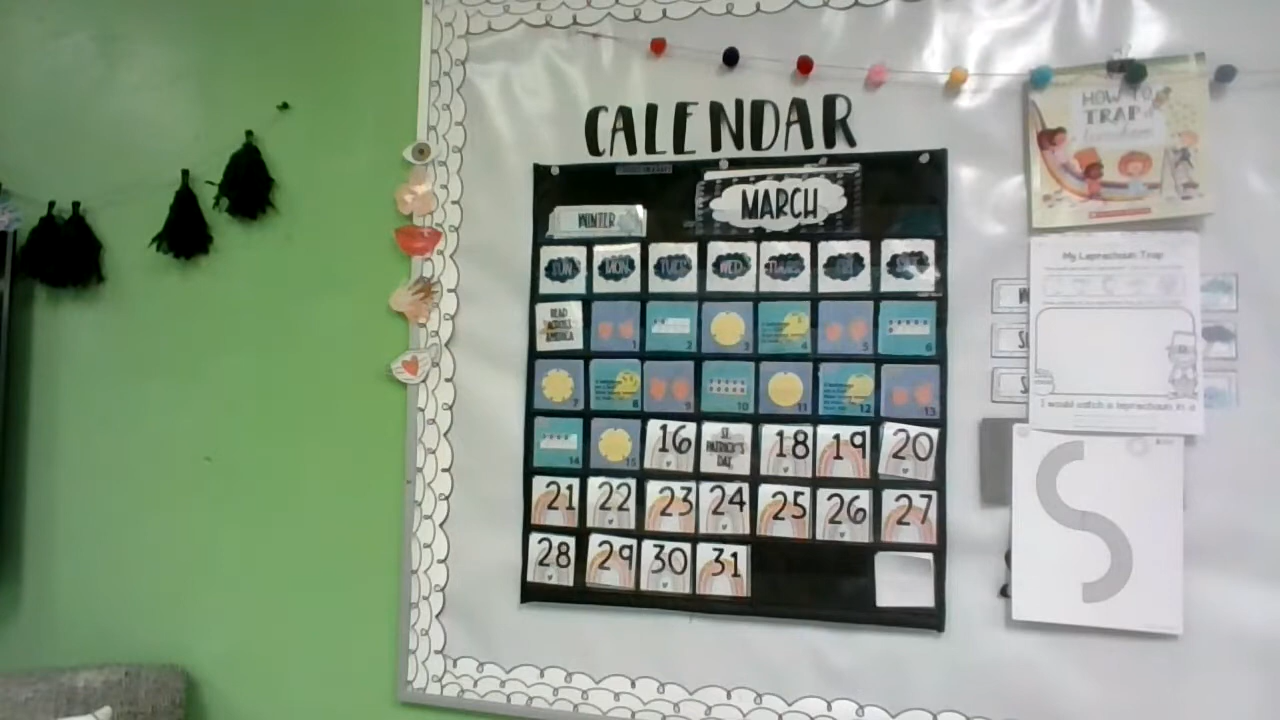 CALENDAR
MARCH
WINTER
SUN MON TUES WED THURS FRI SAT
READ
ACROSS
AMERICA
1 2 3 4 5 6
7 8 9 10 11 12 13
14 15 16
ST.
PATRICK'S
DAY
18 19 20
21 22 23 24 25 26 27
28 29 30 31
HOW TO
TRAP a
Leprechaun
My Leprechaun Trap
I would catch a leprechaun in a
S